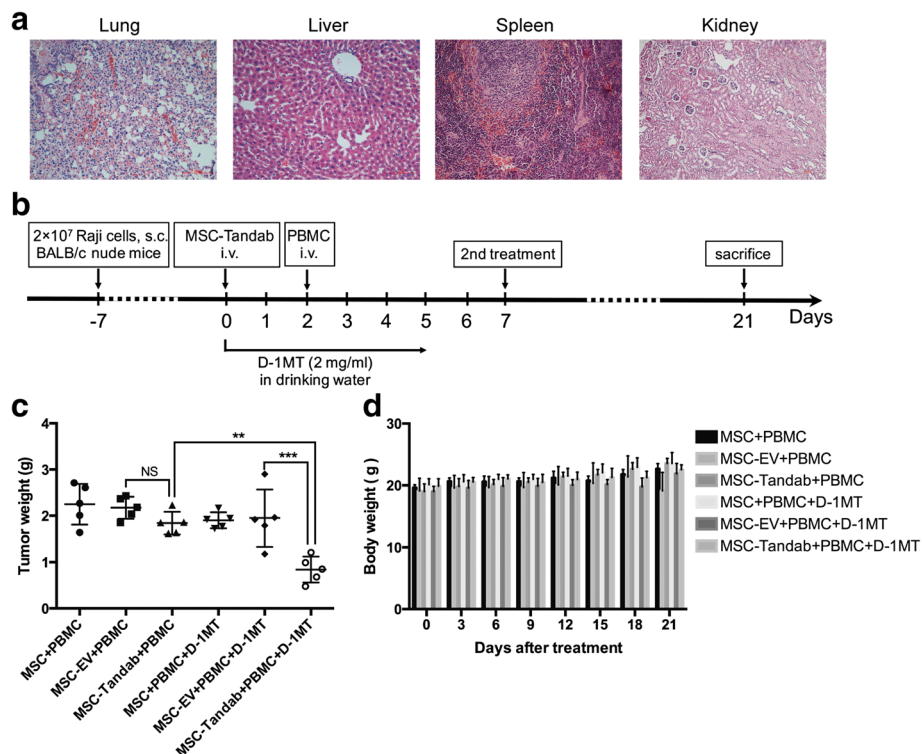 a
Lung
Liver
Spleen
Kidney
b
2×10⁷ Raji cells, s.c.
BALB/c nude mice
MSC-Tandab
i.v.
PBMC
i.v.
2nd treatment
sacrifice
-7
0
1
2
3
4
5
6
7
21
Days
D-1MT (2 mg/ml)
in drinking water
c
Tumor weight (g)
4
3
2
1
0
NS
**
***
MSC+PBMC
MSC-EV+PBMC
MSC-Tandab+PBMC
MSC+PBMC+D-1MT
MSC-EV+PBMC+D-1MT
MSC-Tandab+PBMC+D-1MT
d
Body weight ( g )
30
20
10
0
0
3
6
9
12
15
18
21
Days after treatment
MSC+PBMC
MSC-EV+PBMC
MSC-Tandab+PBMC
MSC+PBMC+D-1MT
MSC-EV+PBMC+D-1MT
MSC-Tandab+PBMC+D-1MT